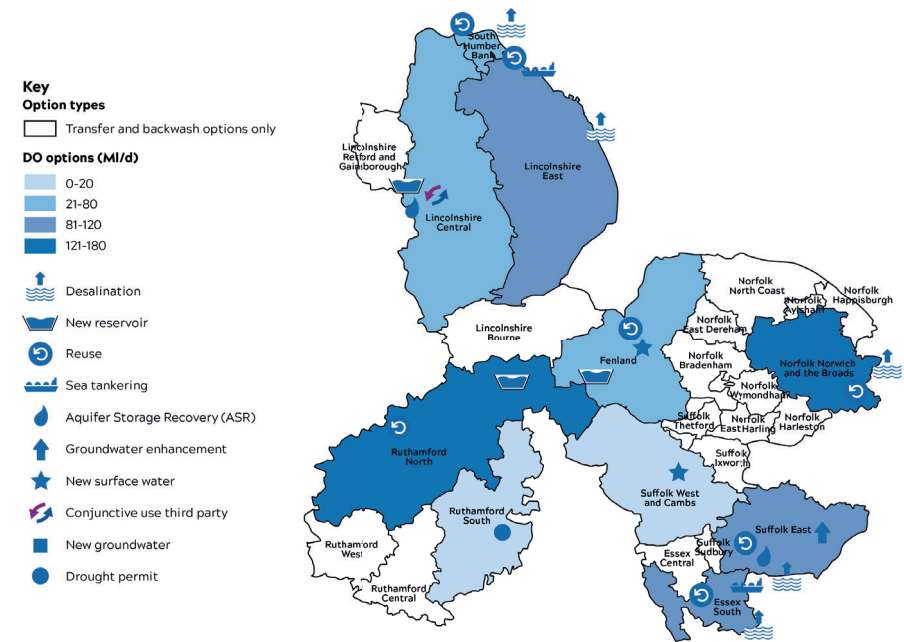 Key
Option types
Transfer and backwash options only
DO options (Ml/d)
0-20
21-80
81-120
121-180
Desalination
New reservoir
Reuse
Sea tankering
Aquifer Storage Recovery (ASR)
Groundwater enhancement
New surface water
Conjunctive use third party
New groundwater
Drought permit
South
Humber
Bank
Lincolnshire
Retford and
Gainsborough
Lincolnshire
East
Lincolnshire
Central
Lincolnshire
Bourne
Fenland
Norfolk
North Coast
Norfolk
Happisburgh
Norfolk
Aylsham
Norfolk
East Dereham
Norfolk
Bradenham
Norfolk Norwich
and the Broads
Norfolk
Wymondham
Suffolk
Thetford
Norfolk
EastHarling
Norfolk
Harleston
Suffolk
Ixworth
Ruthamford
North
Suffolk West
and Cambs
Ruthamford
South
Suffolk East
Suffolk
Sudbury
Ruthamford
West
Essex
Central
Ruthamford
Central
Essex
South